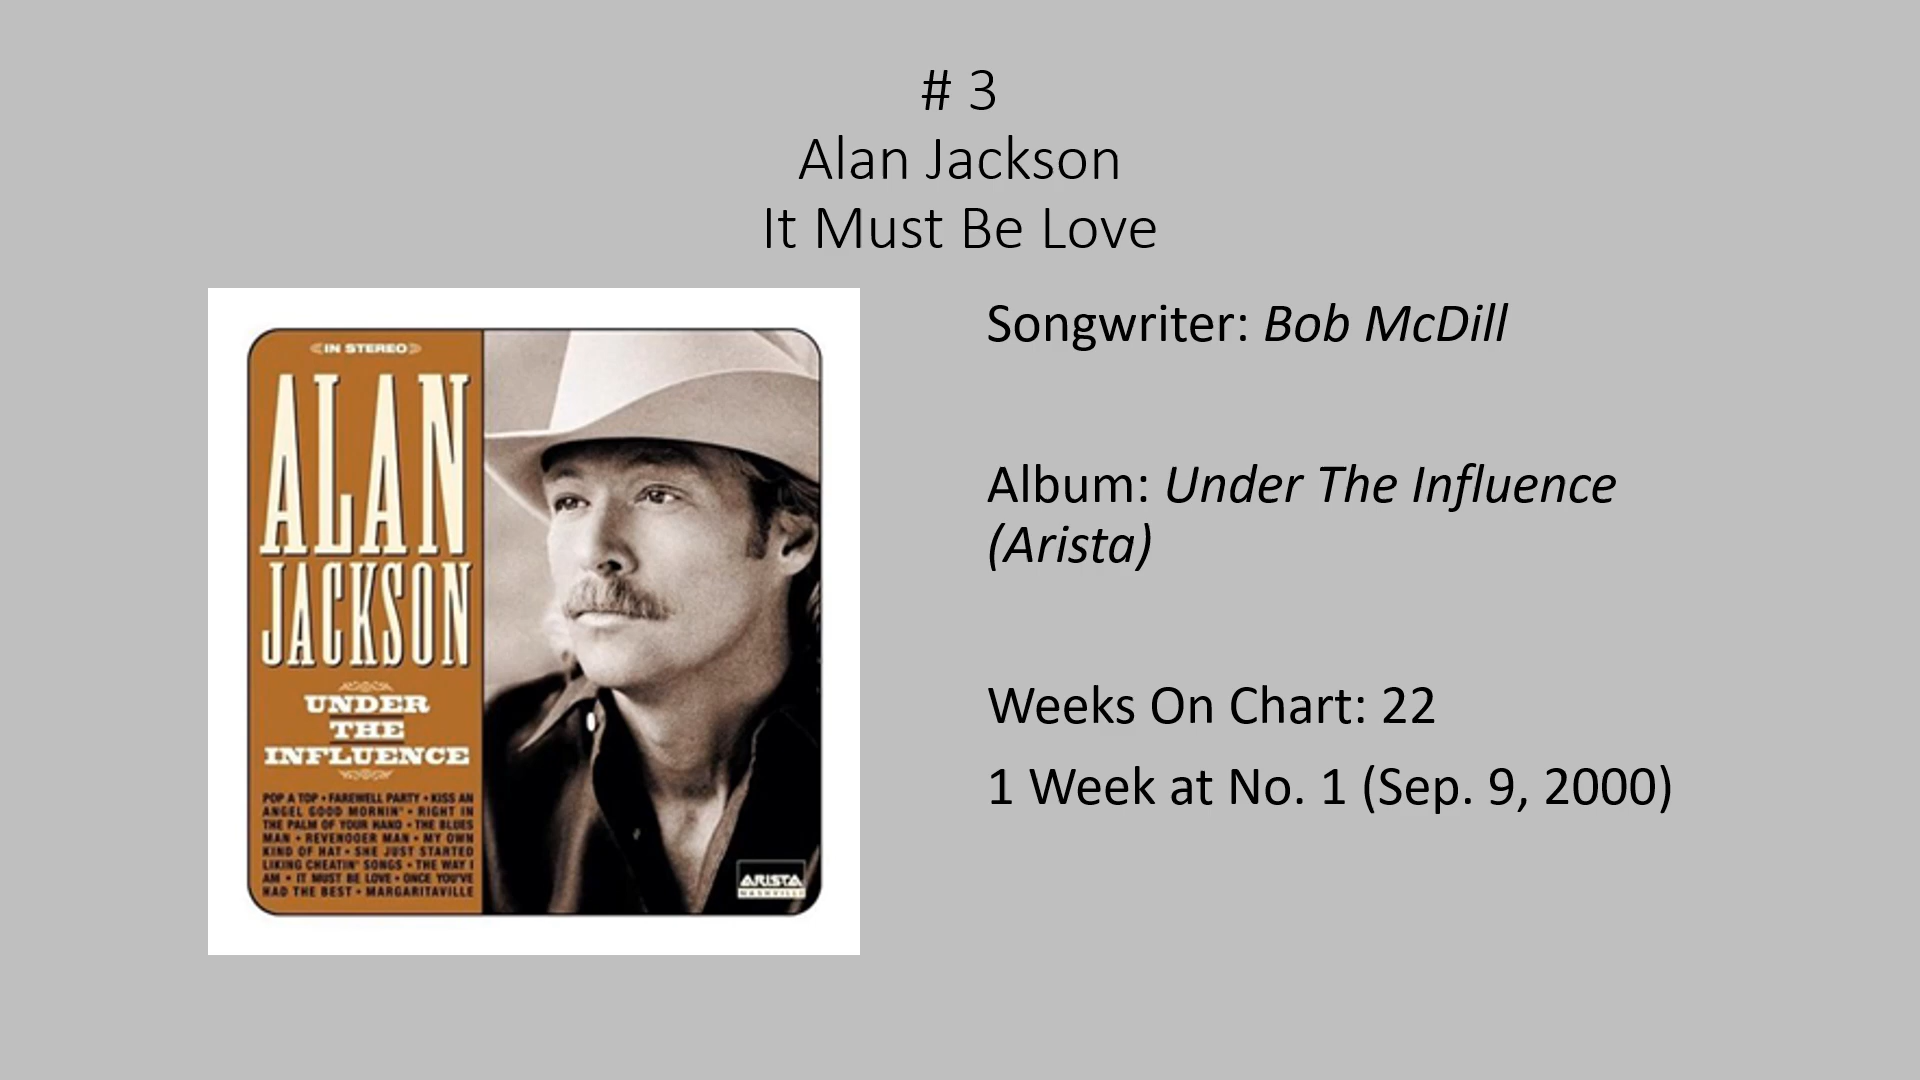 # 3
Alan Jackson
It Must Be Love
IN STEREO
ALAN
JACKSON
UNDER
THE
INFLUENCE
POP A TOP • FAREWELL PARTY • KISS AN
ANGEL GOOD MORNIN' • RIGHT IN
THE PALM OF YOUR HAND • THE BLUES
MAN • REVENOOER MAN • MY OWN
KIND OF HAT • SHE JUST STARTED
LIKING CHEATIN' SONGS • THE WAY I
AM • IT MUST BE LOVE • ONCE YOU'VE
HAD THE BEST • MARGARITAVILLE
ARISTA
NASHVILLE
Songwriter: Bob McDill
Album: Under The Influence
(Arista)
Weeks On Chart: 22
1 Week at No. 1 (Sep. 9, 2000)